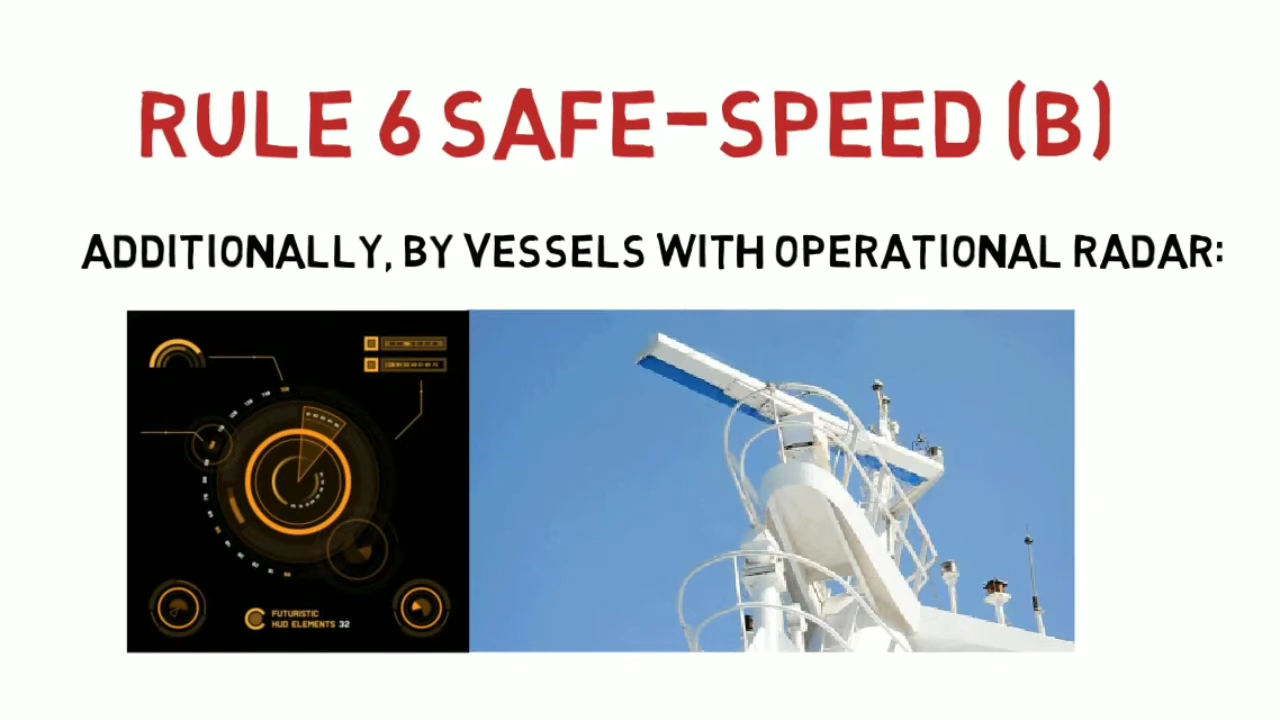 RULE 6 SAFE-SPEED (B)
ADDITIONALLY, BY VESSELS WITH OPERATIONAL RADAR:
FUTURISTIC
HUD ELEMENTS 32